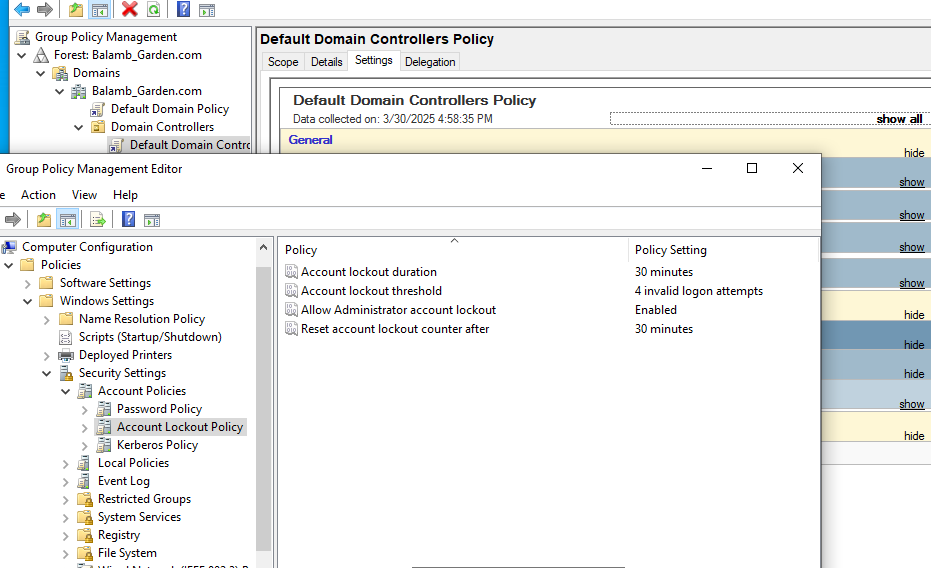 Group Policy Management
Forest: Balamb_Garden.com
Domains
Balamb_Garden.com
Default Domain Policy
Domain Controllers
Default Domain Contro
Default Domain Controllers Policy
Scope Details Settings Delegation
Default Domain Controllers Policy
Data collected on: 3/30/2025 4:58:35 PM
show all
General
hide
show
show
show
show
hide
hide
hide
show
hide
Group Policy Management Editor
e Action View Help
Computer Configuration
Policies
Software Settings
Windows Settings
Name Resolution Policy
Scripts (Startup/Shutdown)
Deployed Printers
Security Settings
Account Policies
Password Policy
Account Lockout Policy
Kerberos Policy
Local Policies
Event Log
Restricted Groups
System Services
Registry
File System
Policy Policy Setting
Account lockout duration 30 minutes
Account lockout threshold 4 invalid logon attempts
Allow Administrator account lockout Enabled
Reset account lockout counter after 30 minutes